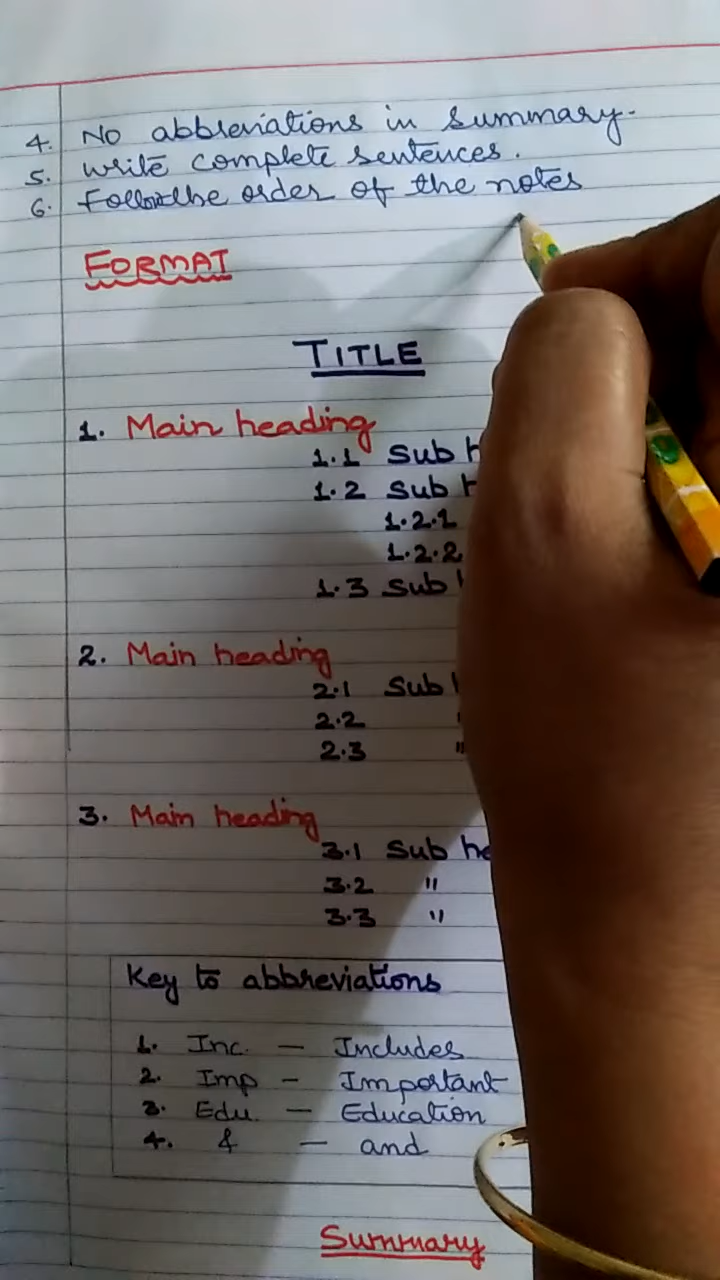 4. No abbreviations in summary.
5. Write complete sentences.
6. Follow the order of the notes
FORMAT
TITLE
1. Main heading
1.1 Sub
1.2 Sub
1.2.1
1.2.2
1.3 Sub
2. Main heading
2.1 Sub
2.2 "
2.3 "
3. Main heading
3.1 Sub he
3.2 "
3.3 "
Key to abbreviations
1. Inc. — Includes
2. Imp — Important
3. Edu. — Education
4. & — and
Summary